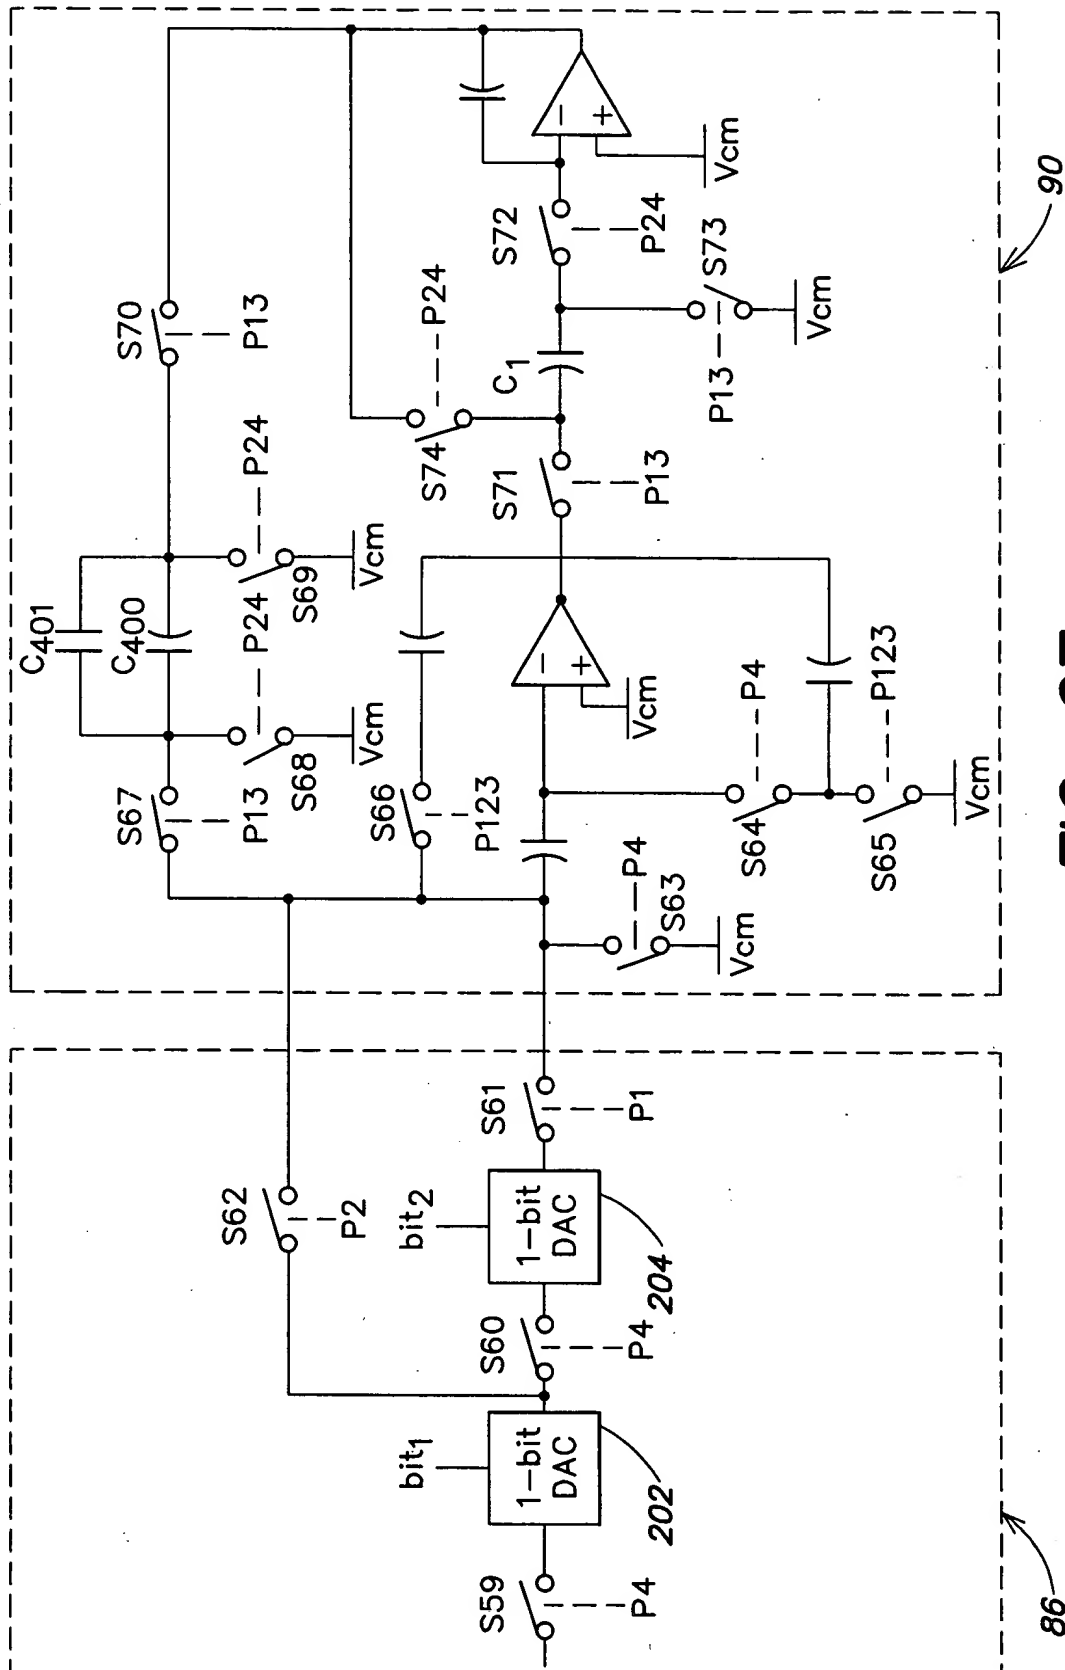 90
86
Vcm
Vcm
Vcm
Vcm
Vcm
Vcm
Vcm
S70
P13
S72
P24
S73
P13
P24
S74
C1
S71
P13
C401
C400
P24
S69
P24
S68
S67
P13
S66
P123
P4
S64
P123
S65
P4
S63
S62
P2
S61
P1
bit2
1-bit
DAC
204
S60
P4
bit1
1-bit
DAC
202
S59
P4
−
+
−
+